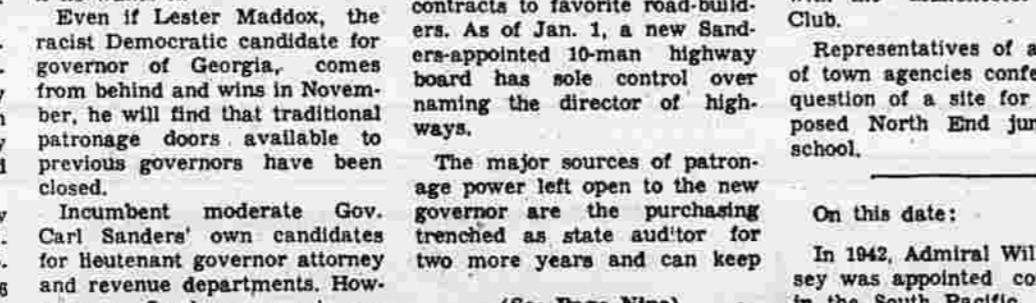 Even if Lester Maddox, the
racist Democratic candidate for
governor of Georgia, comes
from behind and wins in Novem-
ber, he will find that traditional
patronage doors available to
previous governors have been
closed.
Incumbent moderate Gov.
Carl Sanders' own candidates
for lieutenant governor attorney
and revenue departments. How-
contracts to favorite road-build-
ers. As of Jan. 1, a new Sand-
ers-appointed 10-man highway
board has sole control over
naming the director of high-
ways.
The major sources of patron-
age power left open to the new
governor are the purchasing
trenched as state aud'tor for
two more years and can keep
(See Page Nine)
Club.
Representatives of a
of town agencies confe
question of a site for
posed North End jun
school.
On this date:
In 1942, Admiral Wil
sey was appointed co
in the South Pacific